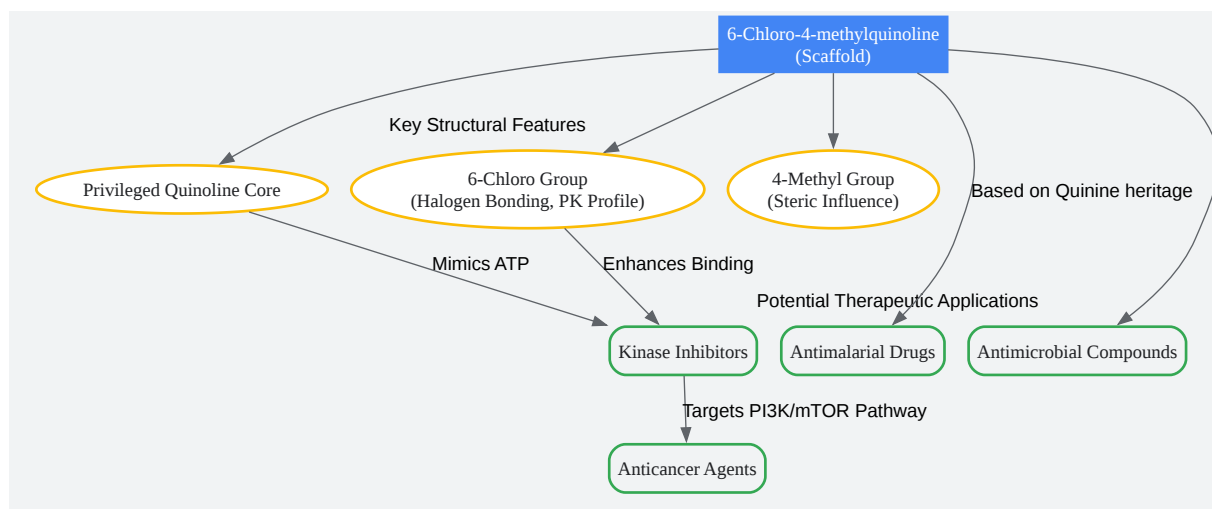 6-Chloro-4-methylquinoline
(Scaffold)
Key Structural Features
Privileged Quinoline Core
6-Chloro Group
(Halogen Bonding, PK Profile)
4-Methyl Group
(Steric Influence)
Based on Quinine heritage
Mimics ATP
Enhances Binding
Potential Therapeutic Applications
Kinase Inhibitors
Antimalarial Drugs
Antimicrobial Compounds
Targets PI3K/mTOR Pathway
Anticancer Agents